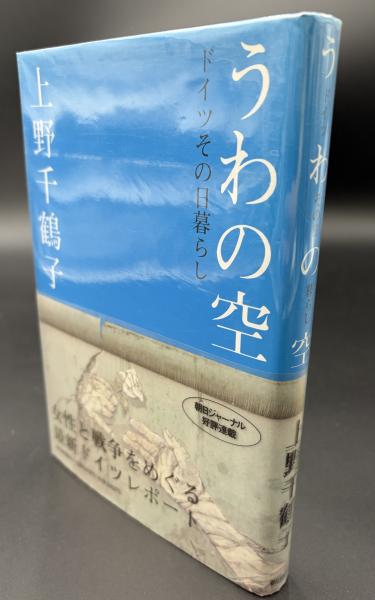 うわの空
ドイツその日暮らし
上野千鶴子
朝日ジャーナル
好評連載
女性と戦争をめぐる
最新ドイツレポート
うわの空
上野千鶴子